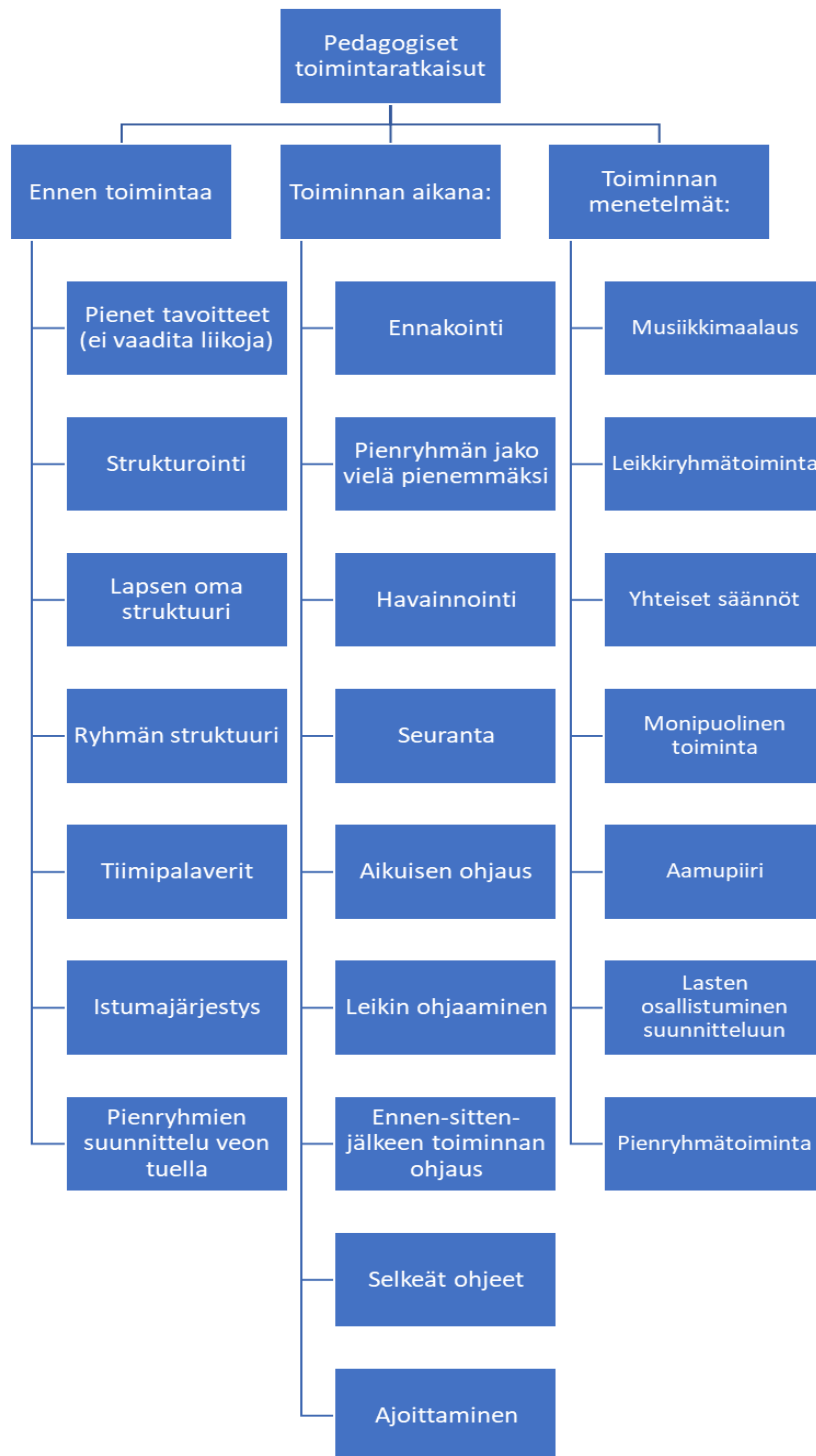 Pedagogiset
toimintaratkaisut
Ennen toimintaa
Pienet tavoitteet
(ei vaadita liikoja)
Strukturointi
Lapsen oma
struktuuri
Ryhmän struktuuri
Tiimipalaverit
Istumajärjestys
Pienryhmien
suunnittelu veon
tuella
Toiminnan aikana:
Ennakointi
Pienryhmän jako
vielä pienemmäksi
Havainnointi
Seuranta
Aikuisen ohjaus
Leikin ohjaaminen
Ennen-sitten-
jälkeen toiminnan
ohjaus
Selkeät ohjeet
Ajoittaminen
Toiminnan
menetelmät:
Musiikkimaalaus
Leikkiryhmätoiminta
Yhteiset säännöt
Monipuolinen
toiminta
Aamupiiri
Lasten
osallistuminen
suunnitteluun
Pienryhmätoiminta